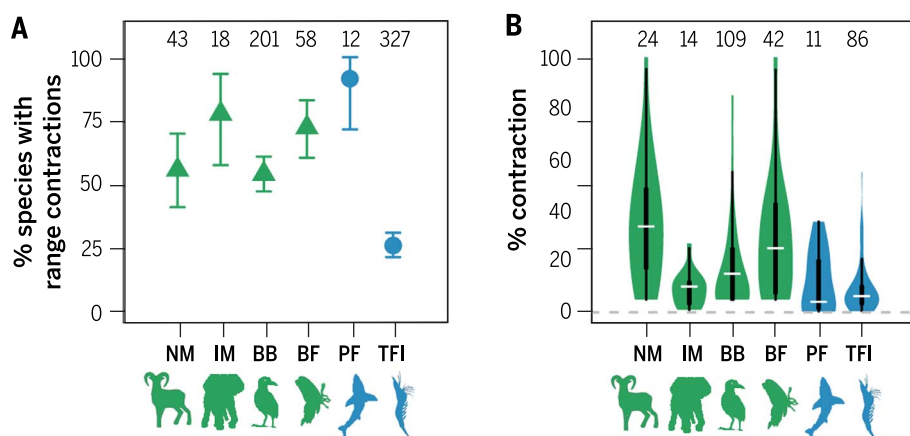 A
43 18 201 58 12 327
% species with
range contractions
100
75
50
25
0
NM IM BB BF PF TFI
B
24 14 109 42 11 86
% contraction
100
80
60
40
20
0
NM IM BB BF PF TFI